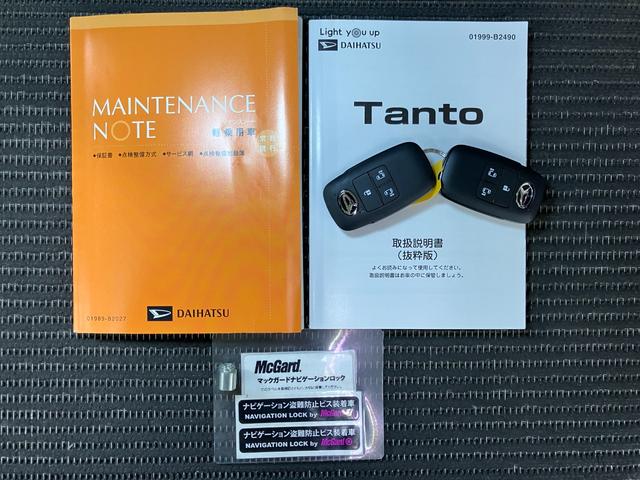 MAINTENANCE
NOTE
軽乗用車
●保証書 ●点検整備方式 ●サービス網 ●点検整備記録簿
01989-B2027
DAIHATSU
Light you up
DAIHATSU
01999-B2490
Tanto
取扱説明書
(抜粋版)
よくお読みになって使用してください。
取扱説明書はお車の中に保管しましょう。
McGard
マックガードナビゲーションロック
ナビゲーション盗難防止ビス装着車
NAVIGATION LOCK by McGard
ナビゲーション盗難防止ビス装着車
NAVIGATION LOCK by McGard